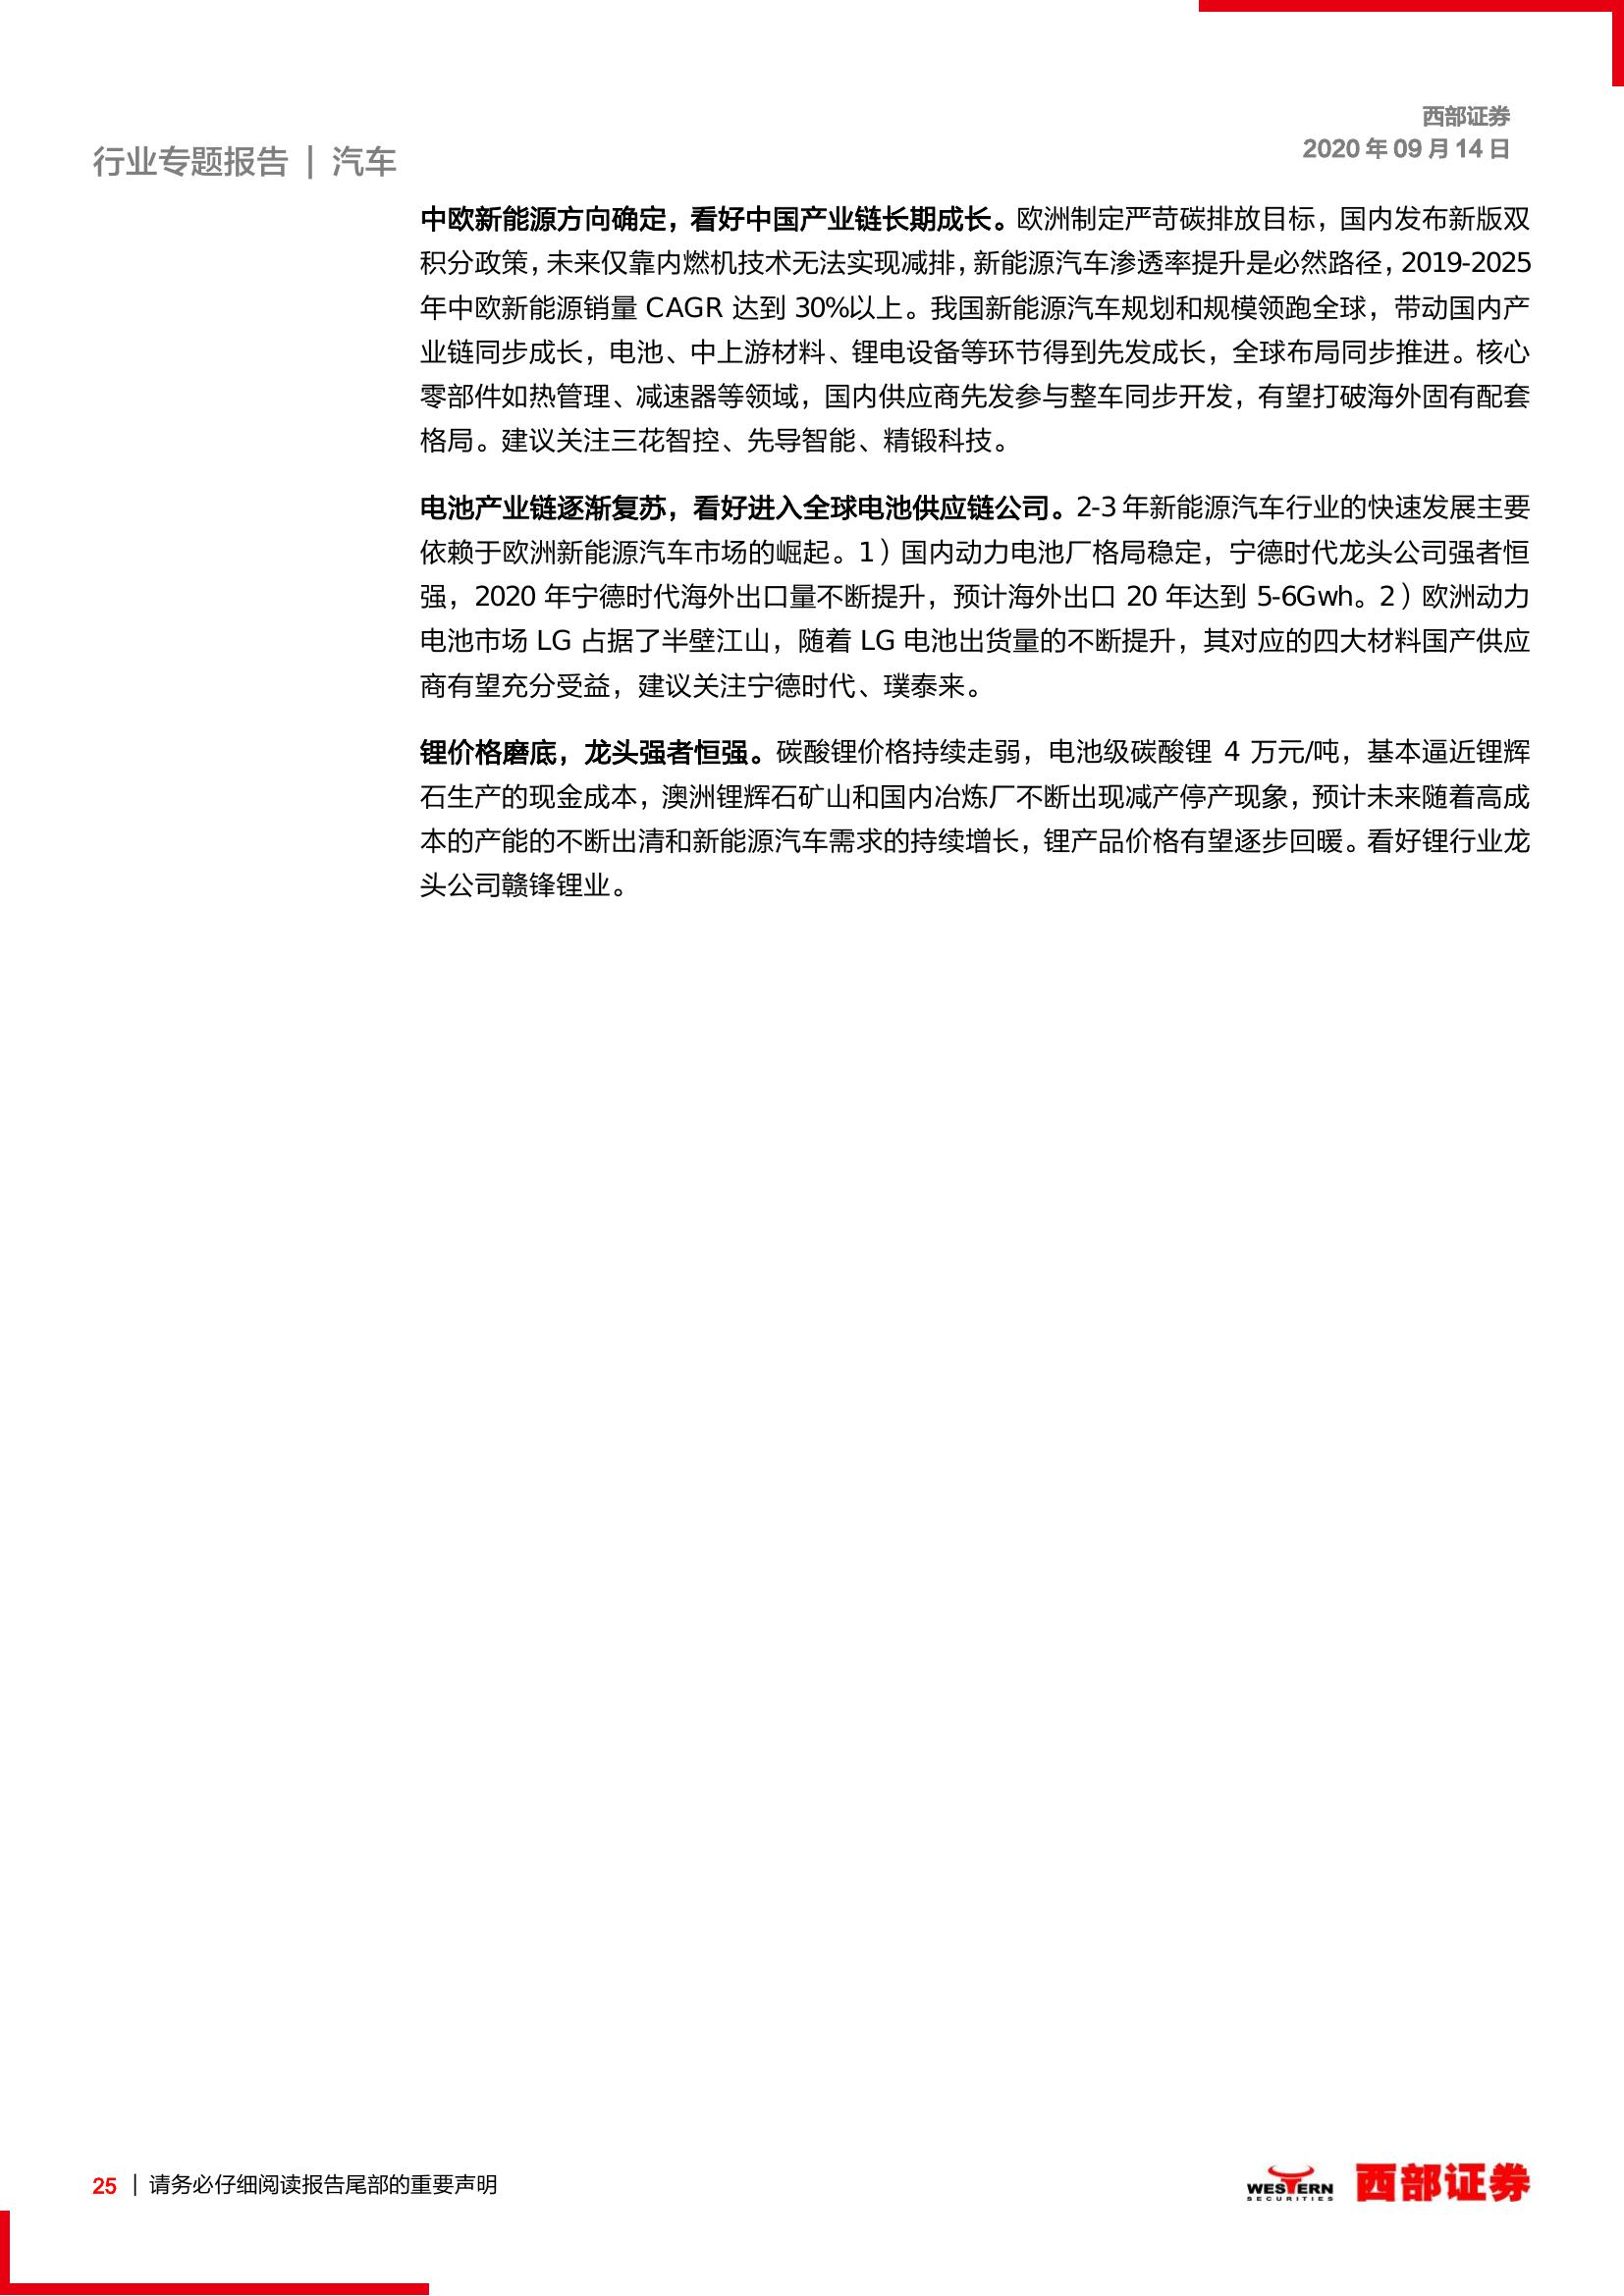 西部证券
2020 年 09 月 14 日
行业专题报告 | 汽车
中欧新能源方向确定，看好中国产业链长期成长。欧洲制定严苛碳排放目标，国内发布新版双
积分政策，未来仅靠内燃机技术无法实现减排，新能源汽车渗透率提升是必然路径，2019-2025
年中欧新能源销量 CAGR 达到 30%以上。我国新能源汽车规划和规模领跑全球，带动国内产
业链同步成长，电池、中上游材料、锂电设备等环节得到先发成长，全球布局同步推进。核心
零部件如热管理、减速器等领域，国内供应商先发参与整车同步开发，有望打破海外固有配套
格局。建议关注三花智控、先导智能、精锻科技。
电池产业链逐渐复苏，看好进入全球电池供应链公司。2-3 年新能源汽车行业的快速发展主要
依赖于欧洲新能源汽车市场的崛起。1）国内动力电池厂格局稳定，宁德时代龙头公司强者恒
强，2020 年宁德时代海外出口量不断提升，预计海外出口 20 年达到 5-6Gwh。2）欧洲动力
电池市场 LG 占据了半壁江山，随着 LG 电池出货量的不断提升，其对应的四大材料国产供应
商有望充分受益，建议关注宁德时代、璞泰来。
锂价格磨底，龙头强者恒强。碳酸锂价格持续走弱，电池级碳酸锂 4 万元/吨，基本逼近锂辉
石生产的现金成本，澳洲锂辉石矿山和国内冶炼厂不断出现减产停产现象，预计未来随着高成
本的产能的不断出清和新能源汽车需求的持续增长，锂产品价格有望逐步回暖。看好锂行业龙
头公司赣锋锂业。
25 | 请务必仔细阅读报告尾部的重要声明
WESTERN
SECURITIES
西部证券